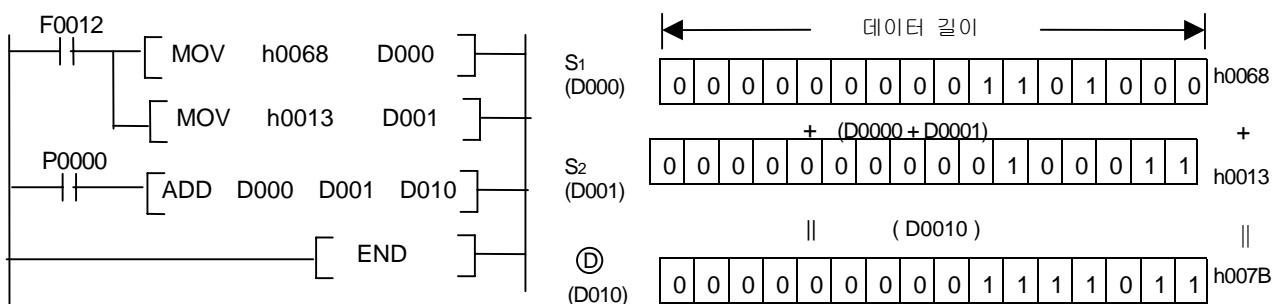 F0012
MOV h0068 D000
MOV h0013 D001
P0000
ADD D000 D001 D010
END
데이터 길이
S1
(D000)
0 0 0 0 0 0 0 0 0 1 1 0 1 0 0 0 h0068
+ (D0000 + D0001) +
S2
(D001)
0 0 0 0 0 0 0 0 0 0 1 0 0 0 1 1 h0013
|| ( D0010 ) ||
Ⓓ
(D010)
0 0 0 0 0 0 0 0 0 1 1 1 1 0 1 1 h007B